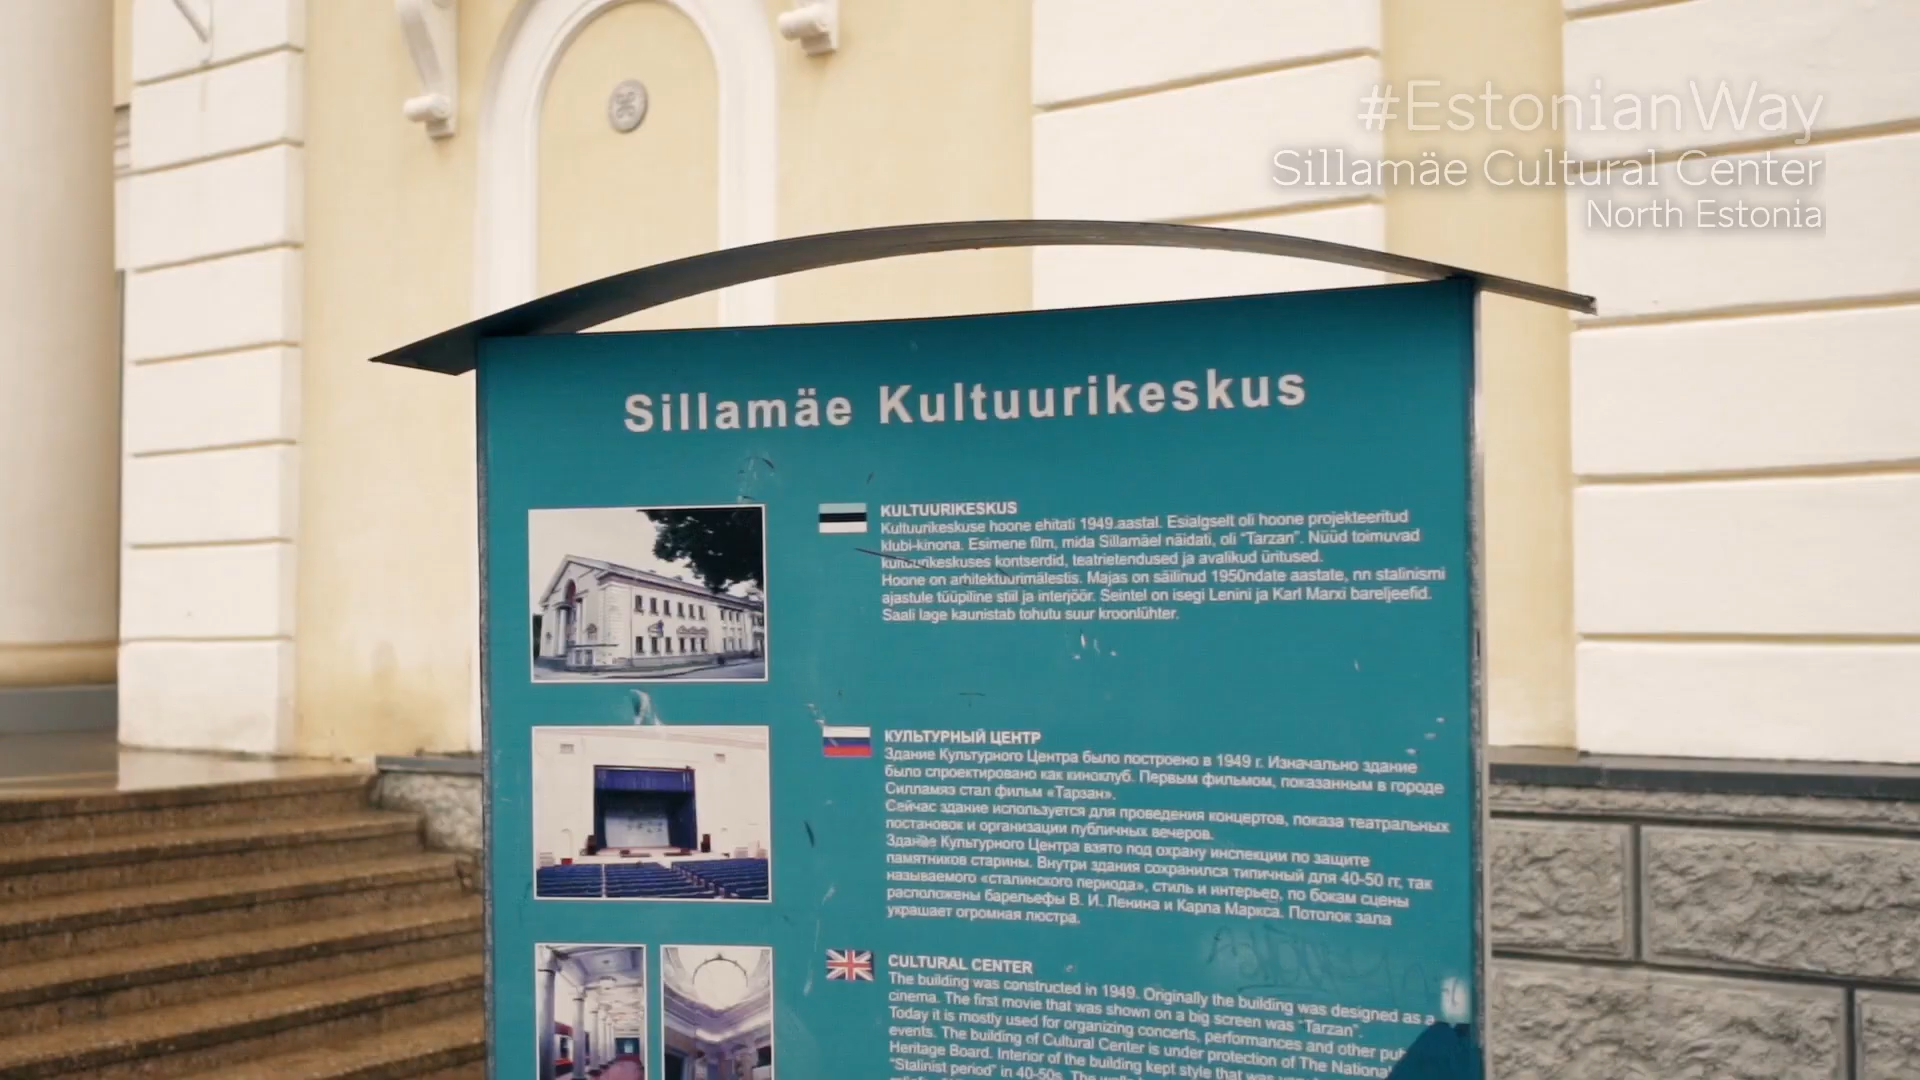 #EstonianWay
Sillamäe Cultural Center
North Estonia
Sillamäe Kultuurikeskus
KULTUURIKESKUS
Kultuurikeskuse hoone ehitati 1949.aastal. Esialgselt oli hoone projekteeritud
klubi-kinona. Esimene film, mida Sillamäel näidati, oli "Tarzan". Nüüd toimuvad
kultuurikeskuses kontserdid, teatrietendused ja avalikud üritused.
Hoone on arhitektuurimälestis. Majas on säilinud 1950ndate aastate, nn stalinismi
ajastule tüüpiline stiil ja interjöör. Seintel on isegi Lenini ja Karl Marxi bareljeefid.
Saali lage kaunistab tohutu suur kroonlühter.
КУЛЬТУРНЫЙ ЦЕНТР
Здание Культурного Центра было построено в 1949 г. Изначально здание
было спроектировано как киноклуб. Первым фильмом, показанным в городе
Силламяэ стал фильм «Тарзан».
Сейчас здание используется для проведения концертов, показа театральных
постановок и организации публичных вечеров.
Здание Культурного Центра взято под охрану инспекции по защите
памятников старины. Внутри здания сохранился типичный для 40-50 гг, так
называемого «сталинского периода», стиль и интерьер, по бокам сцены
расположены барельефы В. И. Ленина и Карла Маркса. Потолок зала
украшает огромная люстра.
CULTURAL CENTER
The building was constructed in 1949. Originally the building was designed as a
cinema. The first movie that was shown on a big screen was "Tarzan".
Today it is mostly used for organizing concerts, performances and other
events. The building of Cultural Center is under protection of The National
Heritage Board. Interior of the building kept style that was
"Stalinist period" in 40-50s. The